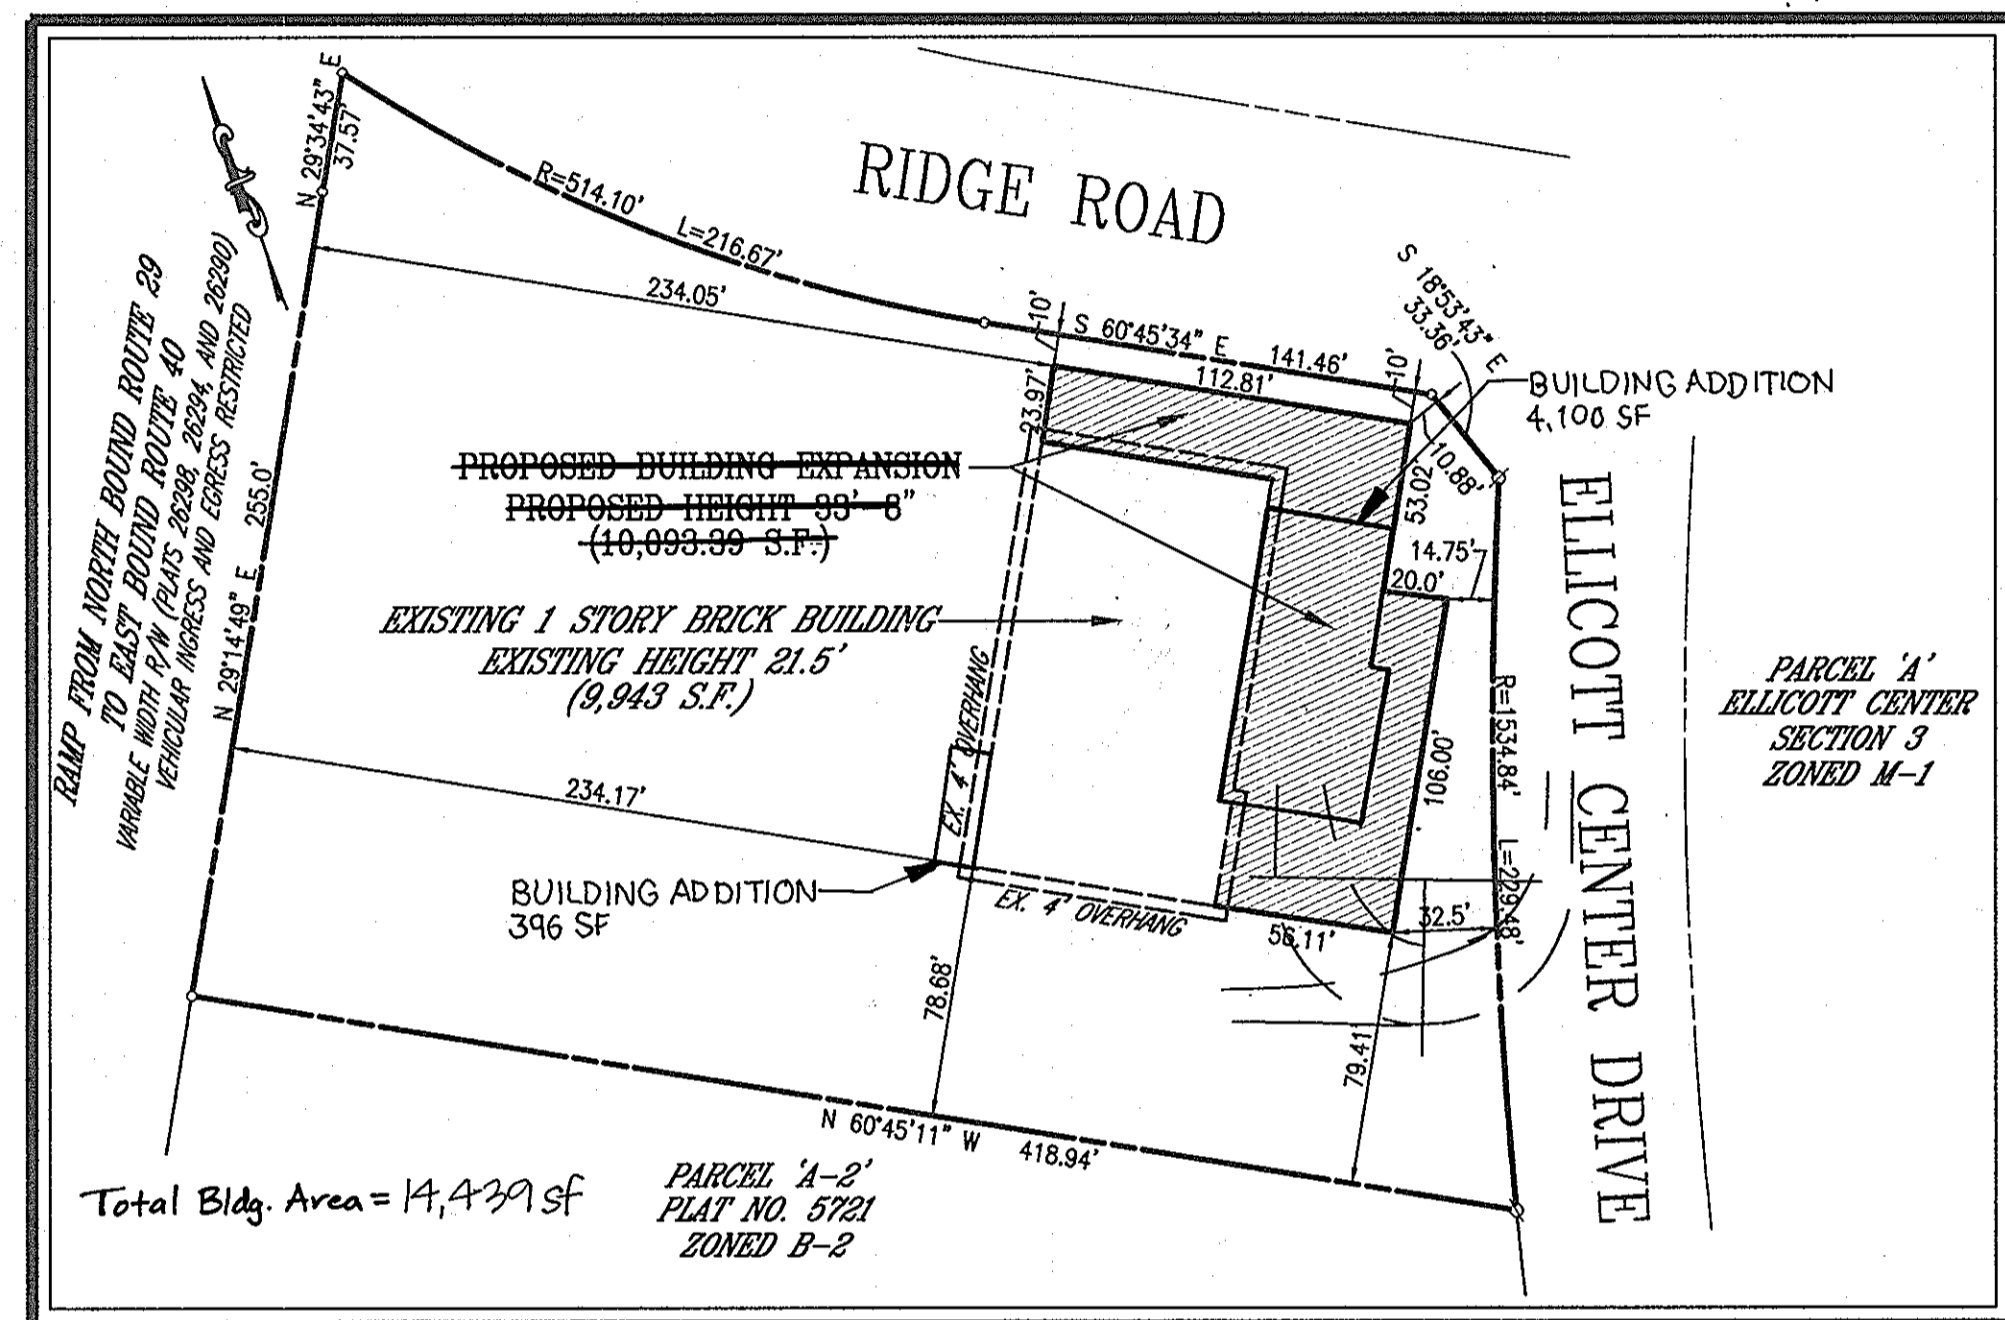 RIDGE ROAD
N 29°34'43" E
37.57'
R=514.10'
L=216.67'
234.05'
RAMP FROM NORTH BOUND ROUTE 29
TO EAST BOUND ROUTE 40
VARIABLE WIDTH R/W (PLATS 26298, 26294, AND 26290)
VEHICULAR INGRESS AND EGRESS RESTRICTED
N 29°14'49" E 255.0'
10'
S 60°45'34" E 141.46'
112.81'
10'
S 18°53'43" E
33.36'
23.97'
BUILDING ADDITION
4,100 SF
10.88'
53.02
14.75'
20.0'
PROPOSED BUILDING EXPANSION
PROPOSED HEIGHT 33'-8"
(10,093.39 S.F.)
EXISTING 1 STORY BRICK BUILDING
EXISTING HEIGHT 21.5'
(9,943 S.F.)
EX. 4' OVERHANG
234.17'
BUILDING ADDITION
396 SF
EX. 4' OVERHANG
56.11'
32.5'
106.00'
R=1534.84' L=229.48'
ELLICOTT CENTER DRIVE
PARCEL 'A'
ELLICOTT CENTER
SECTION 3
ZONED M-1
78.68'
79.41'
N 60°45'11" W 418.94'
Total Bldg. Area = 14,439 sf
PARCEL 'A-2'
PLAT NO. 5721
ZONED B-2